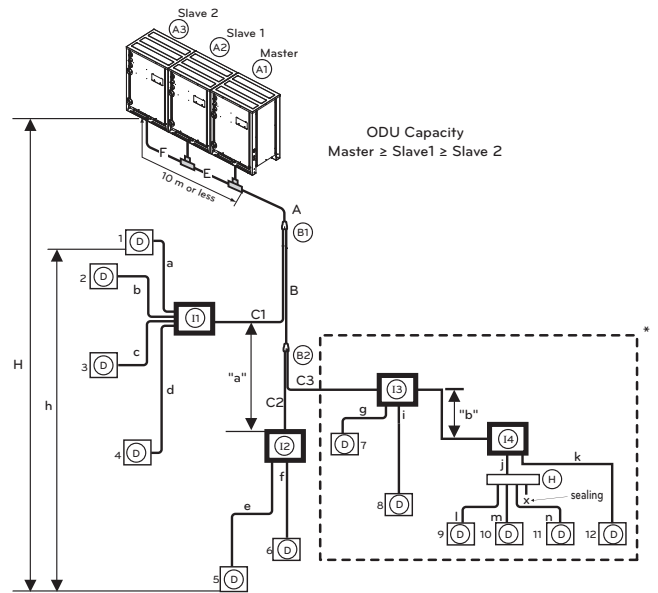 Slave 2
A3
Slave 1
A2
Master
A1
ODU Capacity
Master ≥ Slave1 ≥ Slave 2
F
E
10 m or less
A
B1
1
D
a
2
D
b
I1
C1
B
B2
*
H
h
3
D
c
d
"a"
C3
I3
"b"
C2
g
i
I4
4
D
I2
D
7
j
k
H
f
8
D
x
sealing
e
l
m
n
9
D
10
D
11
D
12
D
6
D
5
D